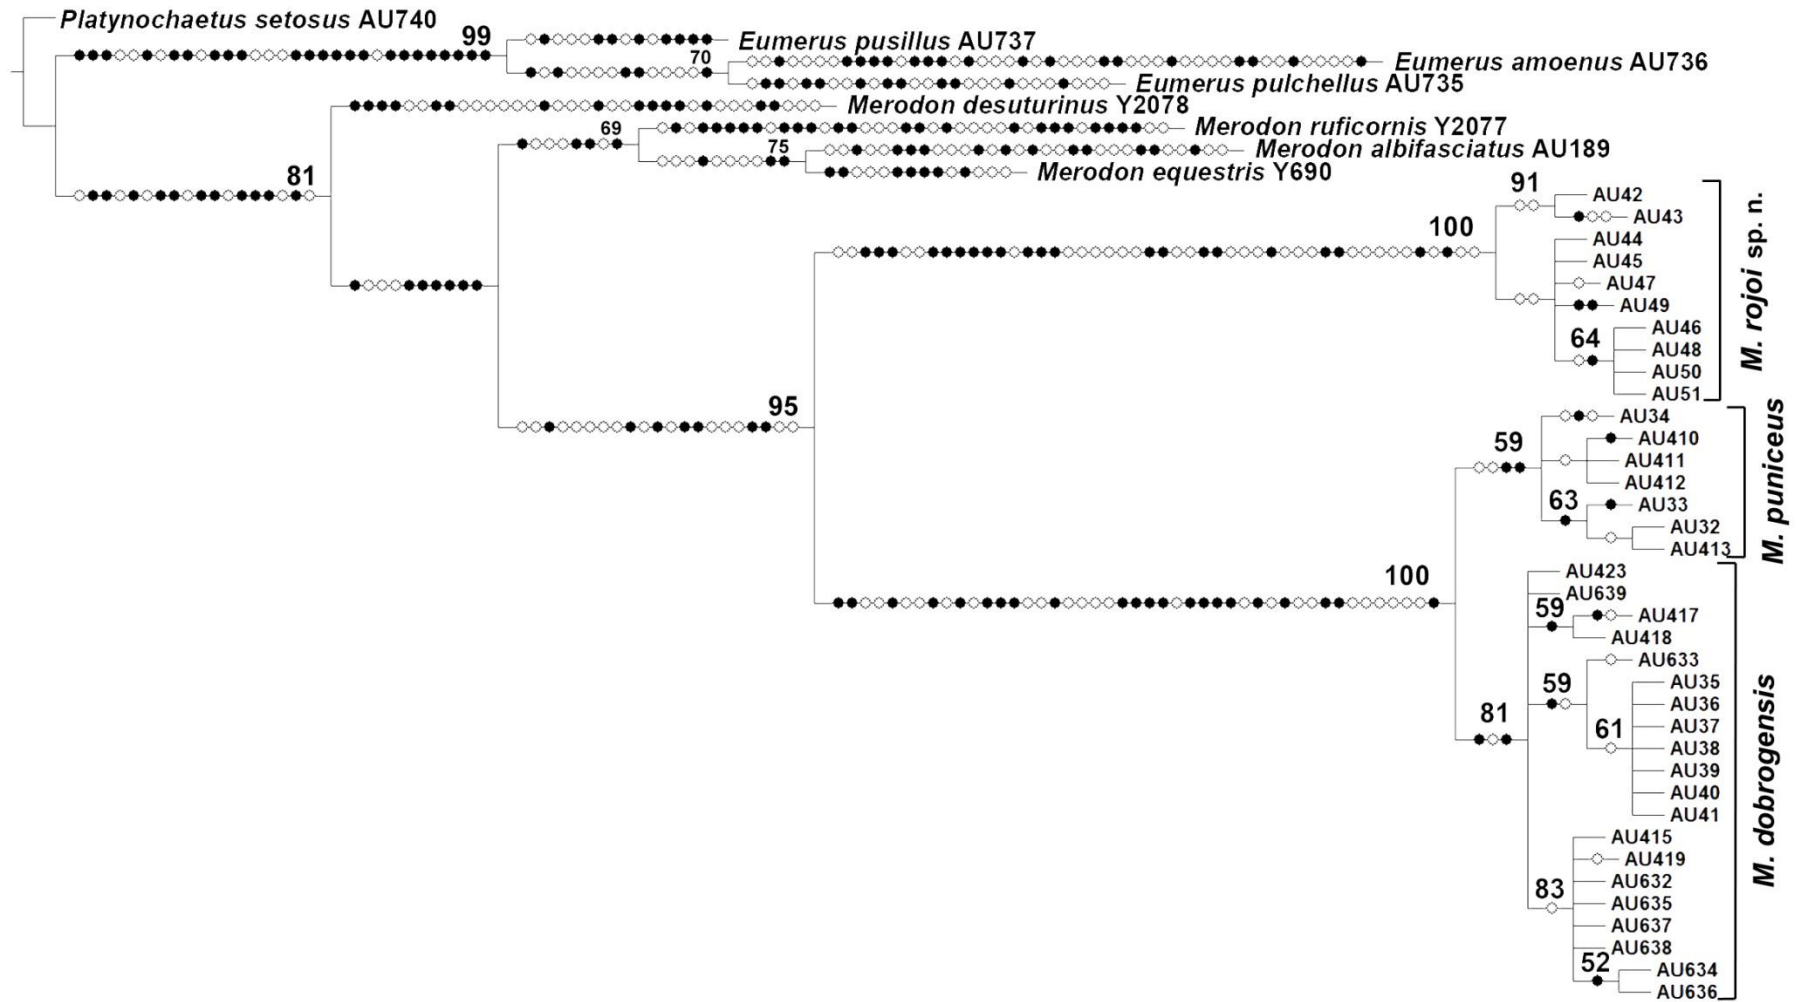 Platynochaetus setosus AU740
99
Eumerus pusillus AU737
70
Eumerus amoenus AU736
Eumerus pulchellus AU735
Merodon desuturinus Y2078
69
Merodon ruficornis Y2077
75
Merodon albifasciatus AU189
Merodon equestris Y690
81
91
AU42
AU43
100
AU44
AU45
AU47
AU49
AU46
64
AU48
AU50
AU51
M. rojoi sp. n.
95
AU34
59
AU410
AU411
AU412
63
AU33
AU32
AU413
M. puniceus
100
AU423
AU639
59
AU417
AU418
AU633
59
AU35
AU36
81
AU37
61
AU38
AU39
AU40
AU41
AU415
AU419
83
AU632
AU635
AU637
AU638
52
AU634
AU636
M. dobrogensis